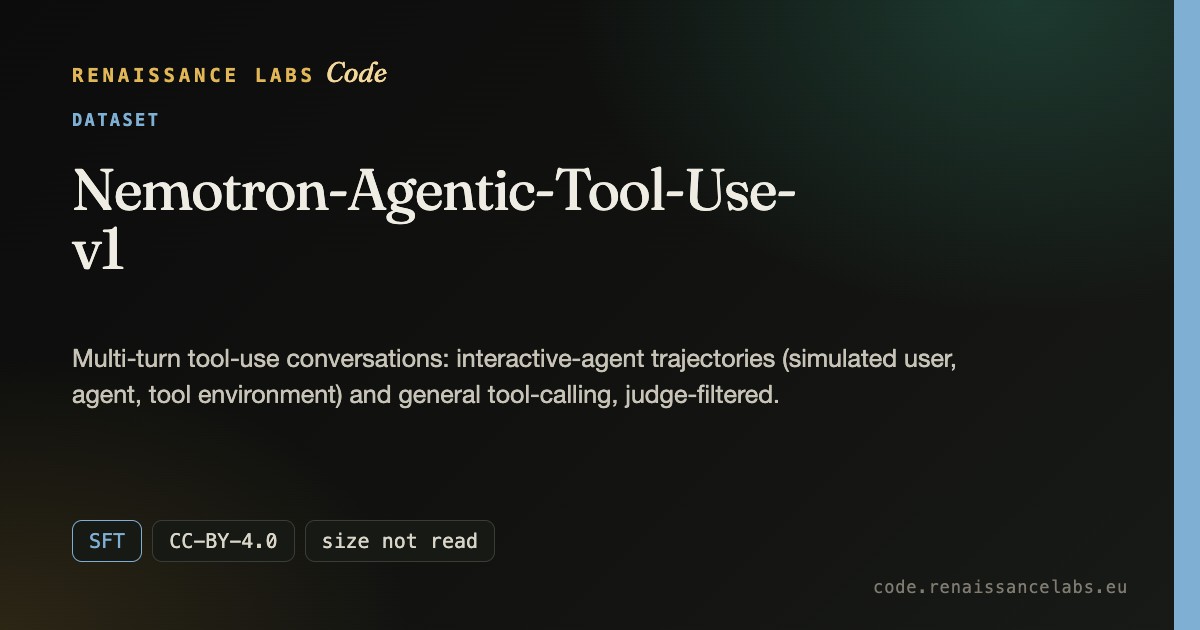 RENAISSANCE LABS Code
DATASET
Nemotron-Agentic-Tool-Use-
v1
Multi-turn tool-use conversations: interactive-agent trajectories (simulated user,
agent, tool environment) and general tool-calling, judge-filtered.
SFT CC-BY-4.0 size not read
code.renaissancelabs.eu